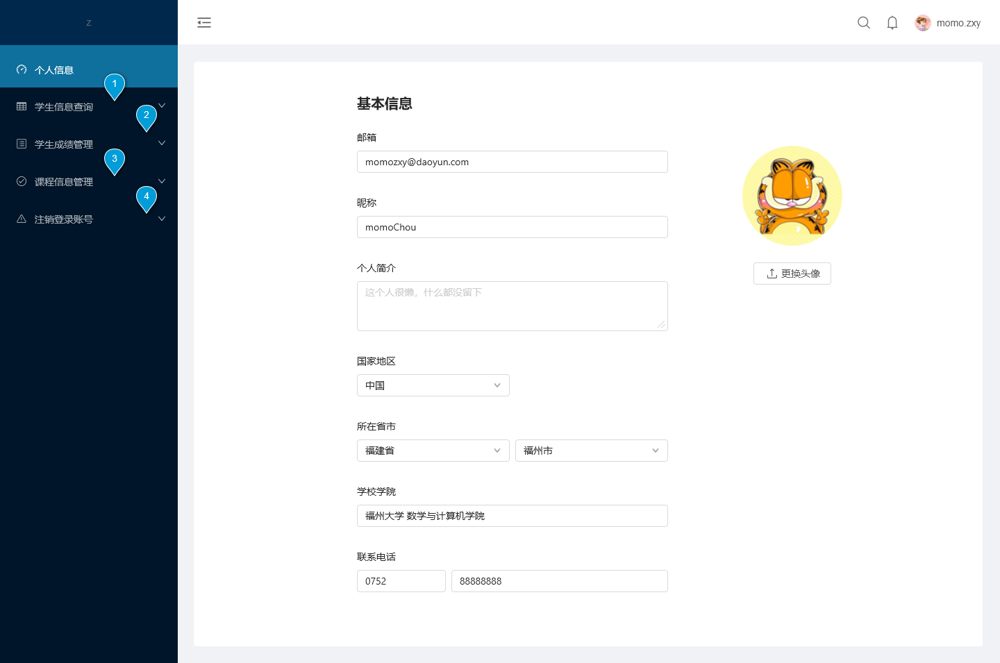 z
momo.zxy
个人信息
1
学生信息查询
2
学生成绩管理
3
课程信息管理
4
注销登录账号
基本信息
邮箱
momozxy@daoyun.com
昵称
momoChou
个人简介
这个人很懒，什么都没留下
更换头像
国家地区
中国
所在省市
福建省 福州市
学校学院
福州大学 数学与计算机学院
联系电话
0752 88888888